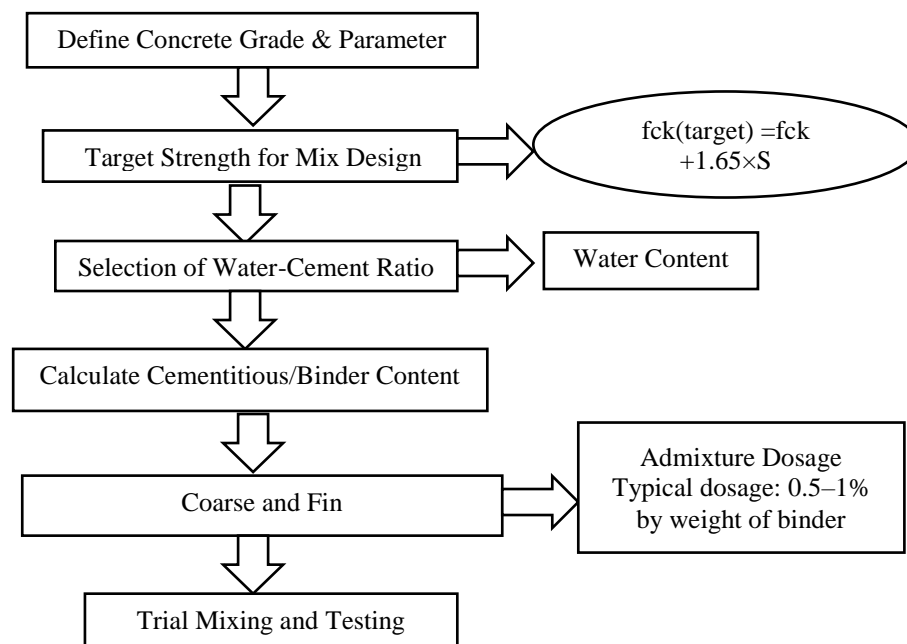 Define Concrete Grade & Parameter
Target Strength for Mix Design
fck(target) =fck
+1.65×S
Selection of Water-Cement Ratio
Water Content
Calculate Cementitious/Binder Content
Coarse and Fin
Admixture Dosage
Typical dosage: 0.5–1%
by weight of binder
Trial Mixing and Testing